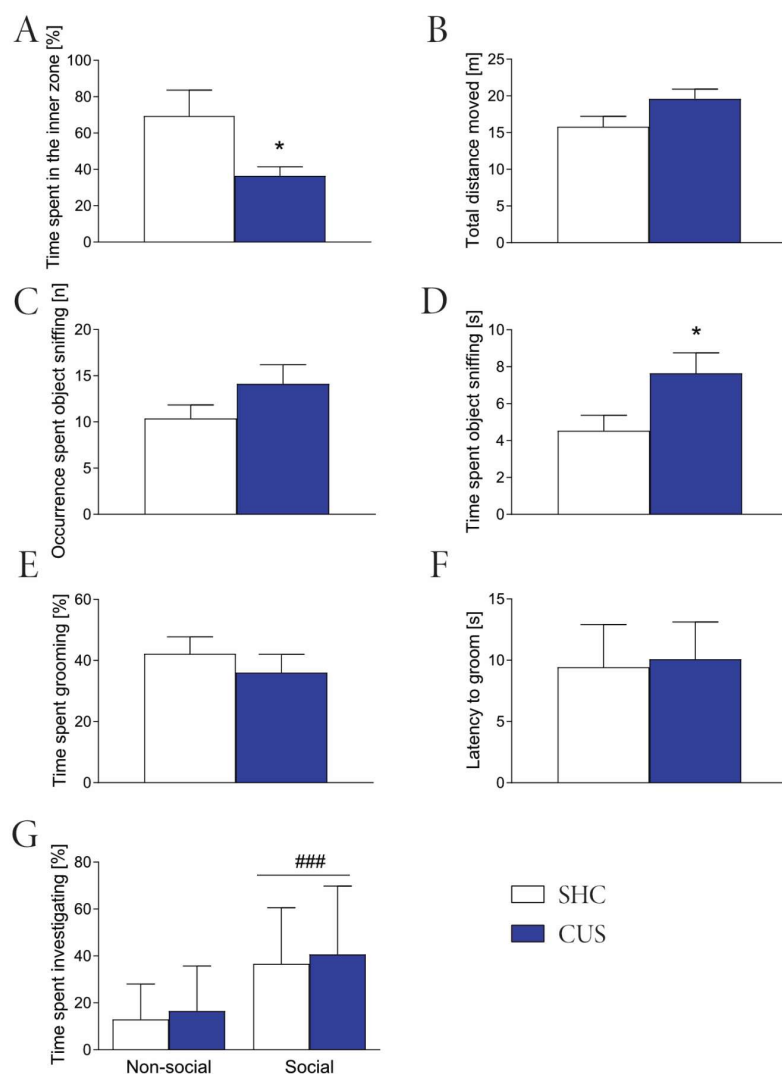 A
Time spent in the inner zone [%]
100
80
60
40
20
0
*
B
Total distance moved [m]
25
20
15
10
5
0
C
Occurrence spent object sniffing [n]
20
15
10
5
0
D
Time spent object sniffing [s]
10
8
6
4
2
0
*
E
Time spent grooming [%]
60
40
20
0
F
Latency to groom [s]
15
10
5
0
G
Time spent investigating [%]
80
60
40
20
0
###
Non-social
Social
SHC
CUS